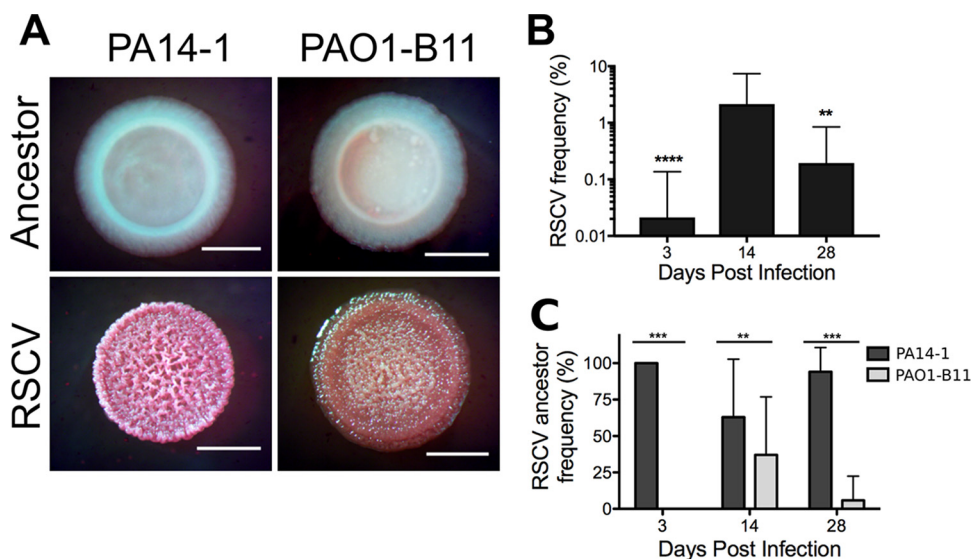 A
PA14-1 PAO1-B11
Ancestor
RSCV
B
RSCV frequency (%)
10
1
0.1
0.01
****
**
3 14 28
Days Post Infection
C
RSCV ancestor
frequency (%)
100
75
50
25
0
*** ** ***
PA14-1
PAO1-B11
3 14 28
Days Post Infection